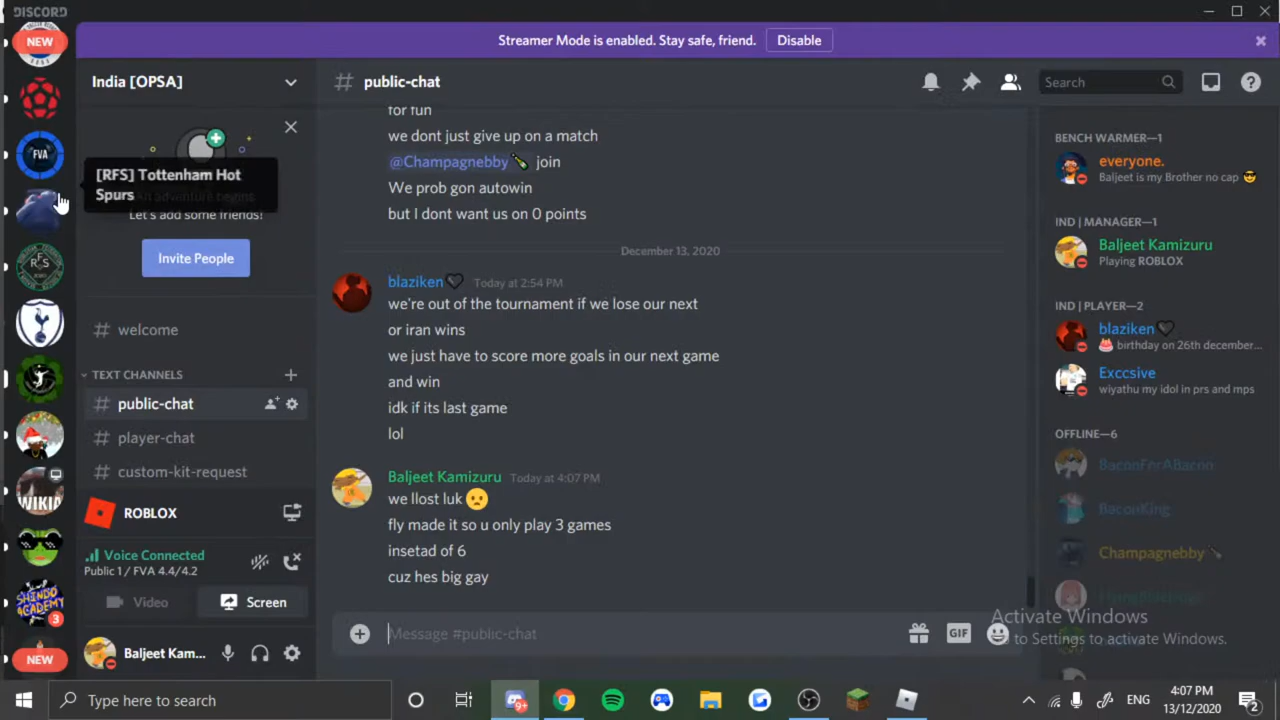 DISCORD
NEW
Streamer Mode is enabled. Stay safe, friend.
Disable
India [OPSA]
public-chat
Search
FVA
[RFS] Tottenham Hot
Spurs
Let's add some friends!
Invite People
RFS
welcome
TEXT CHANNELS
public-chat
player-chat
custom-kit-request
WIKIA
ROBLOX
Voice Connected
Public 1 / FVA 4.4/4.2
Video
Screen
SHINDO
ACADEMY
3
NEW
Baljeet Kam...
for fun
we dont just give up on a match
@Champagnebby🍾 join
We prob gon autowin
but I dont want us on 0 points
December 13, 2020
blaziken🖤 Today at 2:54 PM
we're out of the tournament if we lose our next
or iran wins
we just have to score more goals in our next game
and win
idk if its last game
lol
Baljeet Kamizuru Today at 4:07 PM
we llost luk 🙁
fly made it so u only play 3 games
insetad of 6
cuz hes big gay
Message #public-chat
GIF
BENCH WARMER—1
everyone.
Baljeet is my Brother no cap 😎
IND | MANAGER—1
Baljeet Kamizuru
Playing ROBLOX
IND | PLAYER—2
blaziken🖤
🎂 birthday on 26th december...
Exccsive
wiyathu my idol in prs and mps
OFFLINE—6
BaconForABacno
BaconKing
Champagnebby
Activate Windows
to Settings to activate Windows.
Type here to search
9+
ENG
4:07 PM
13/12/2020
2